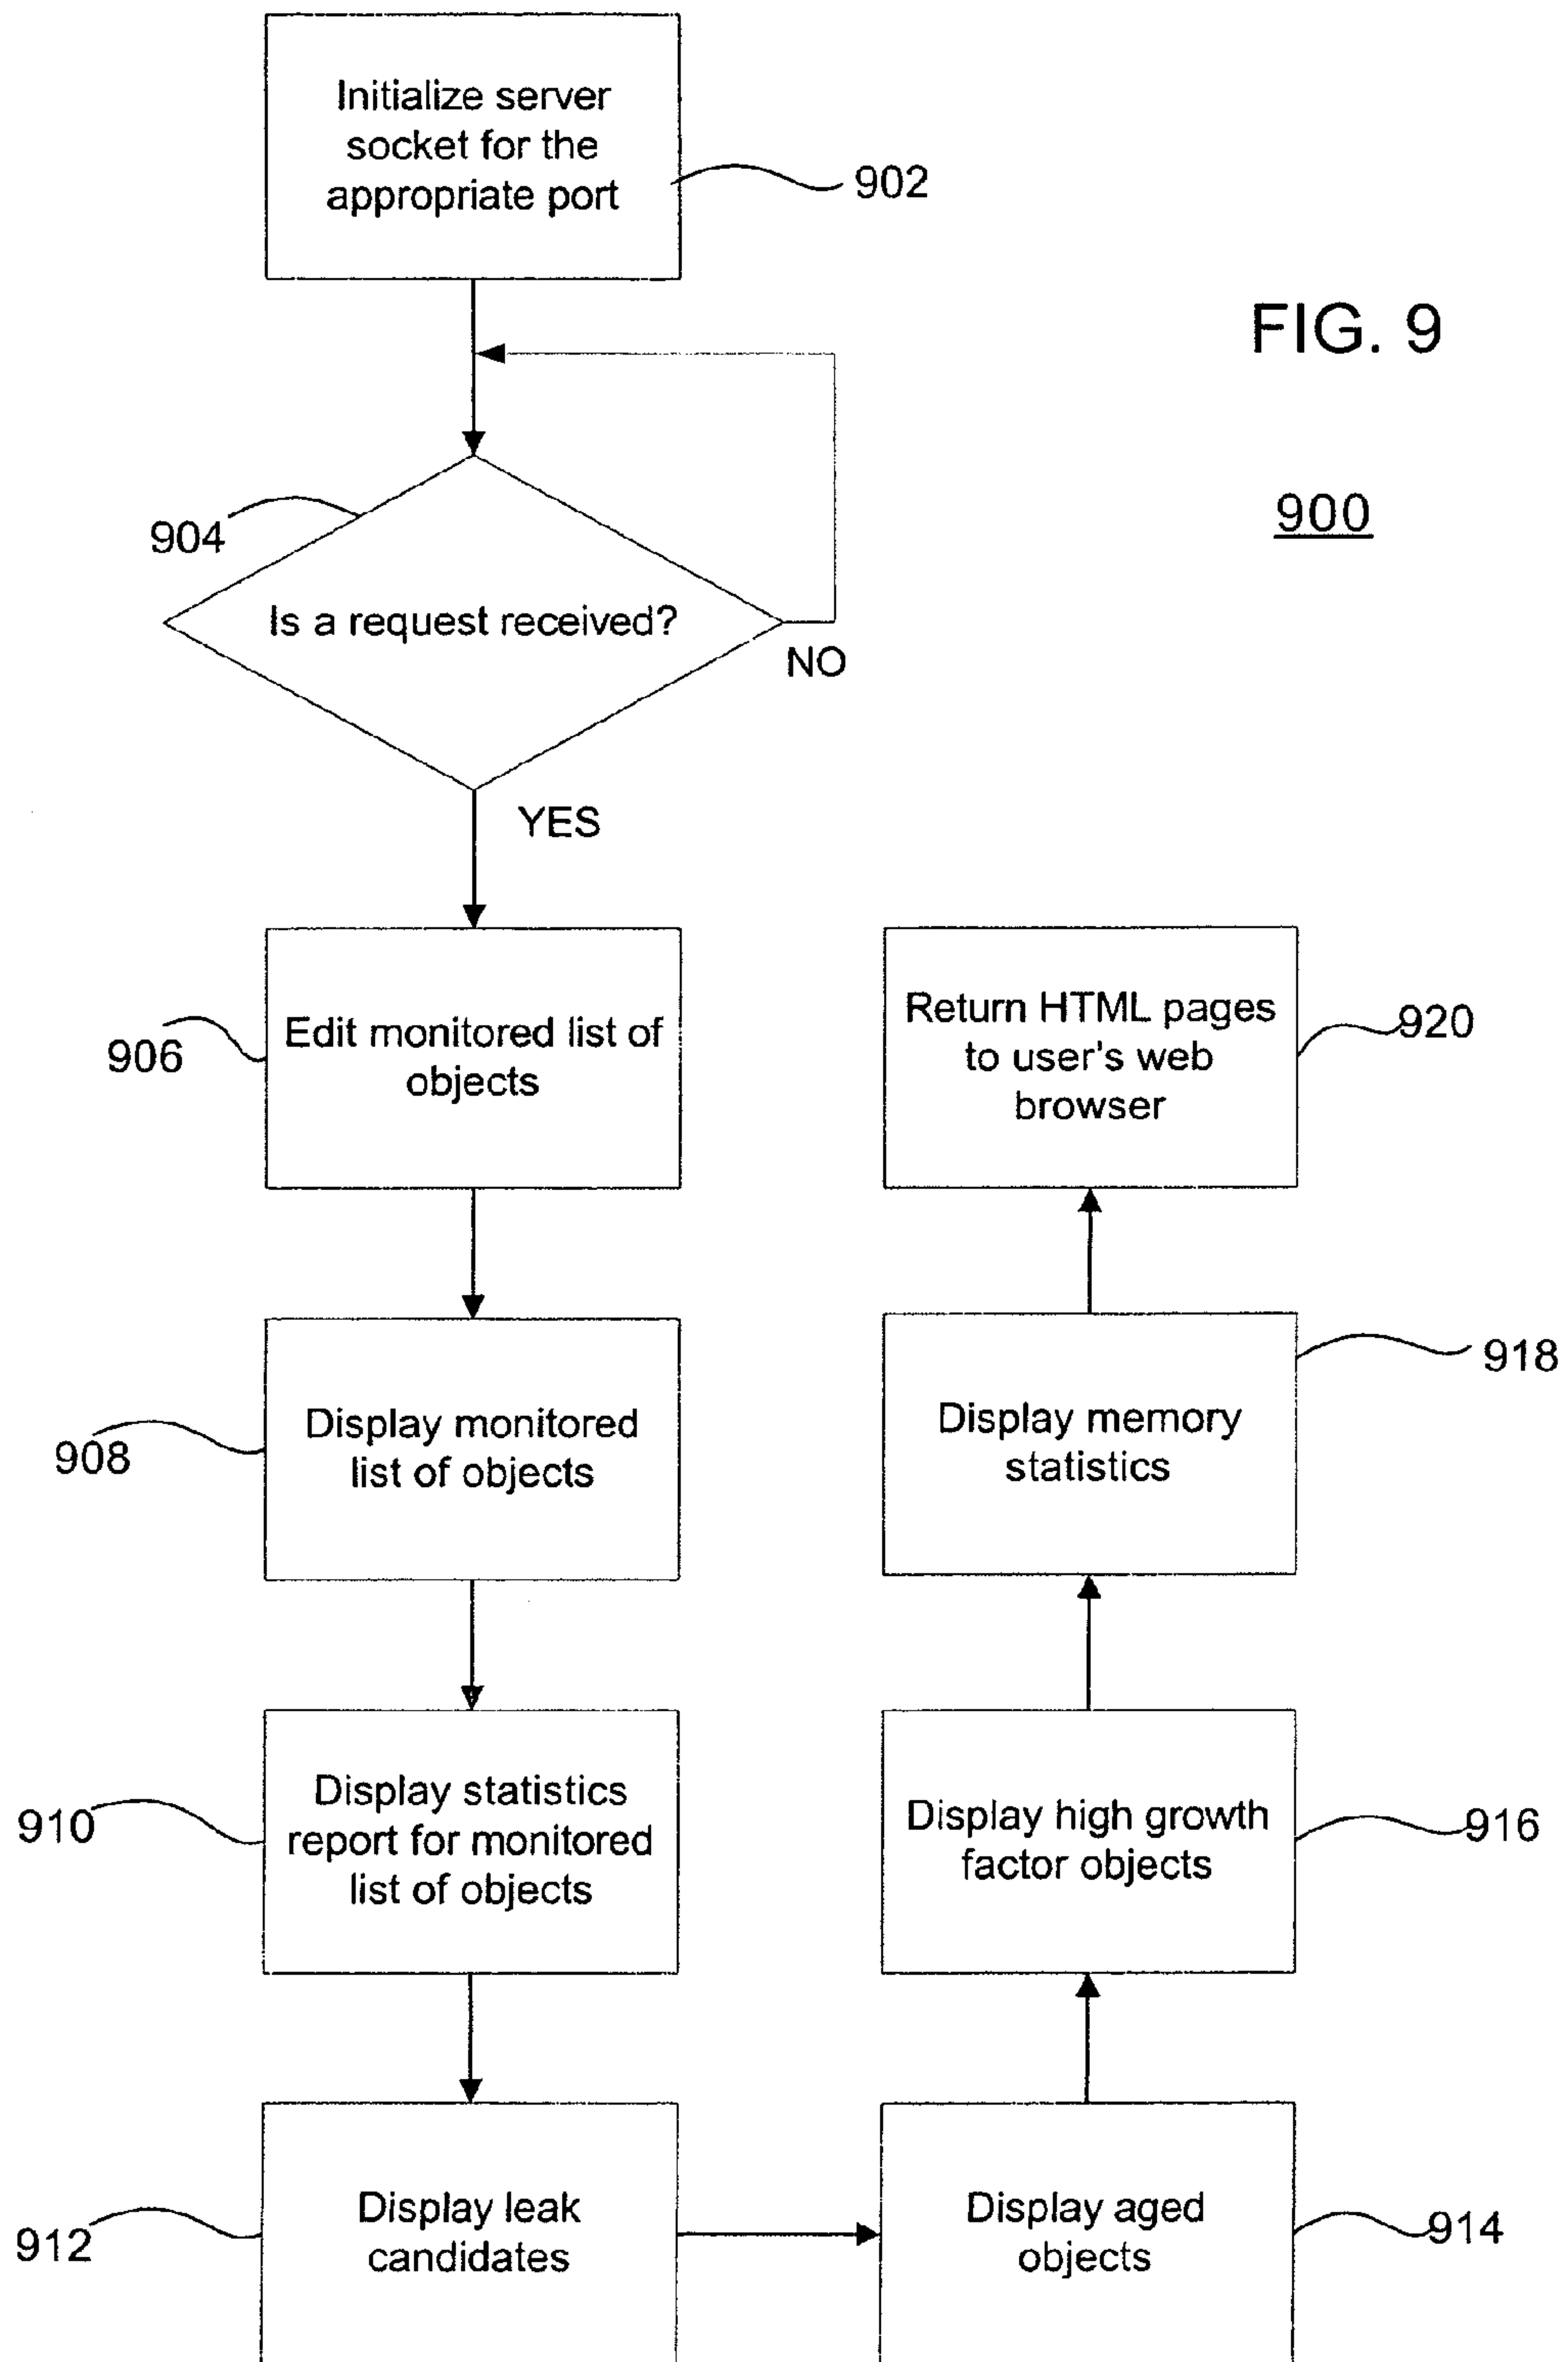 Initialize server
socket for the
appropriate port
902
FIG. 9
900
904
Is a request received?
NO
YES
906
Edit monitored list of
objects
Return HTML pages
to user's web
browser
920
908
Display monitored
list of objects
Display memory
statistics
918
910
Display statistics
report for monitored
list of objects
Display high growth
factor objects
916
912
Display leak
candidates
Display aged
objects
914